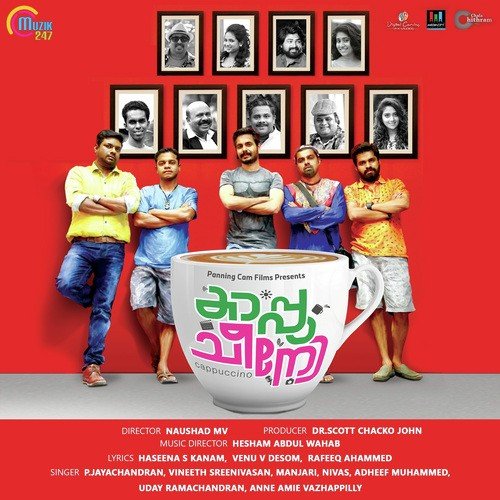 MUZIK
247
Panning Cam Films Presents
കാപ്പു
ചീനോ
cappuccino
DIRECTOR NAUSHAD MV PRODUCER DR.SCOTT CHACKO JOHN
MUSIC DIRECTOR HESHAM ABDUL WAHAB
LYRICS HASEENA S KANAM, VENU V DESOM, RAFEEQ AHAMMED
SINGER P.JAYACHANDRAN, VINEETH SREENIVASAN, MANJARI, NIVAS, ADHEEF MUHAMMED,
UDAY RAMACHANDRAN, ANNE AMIE VAZHAPPILLY